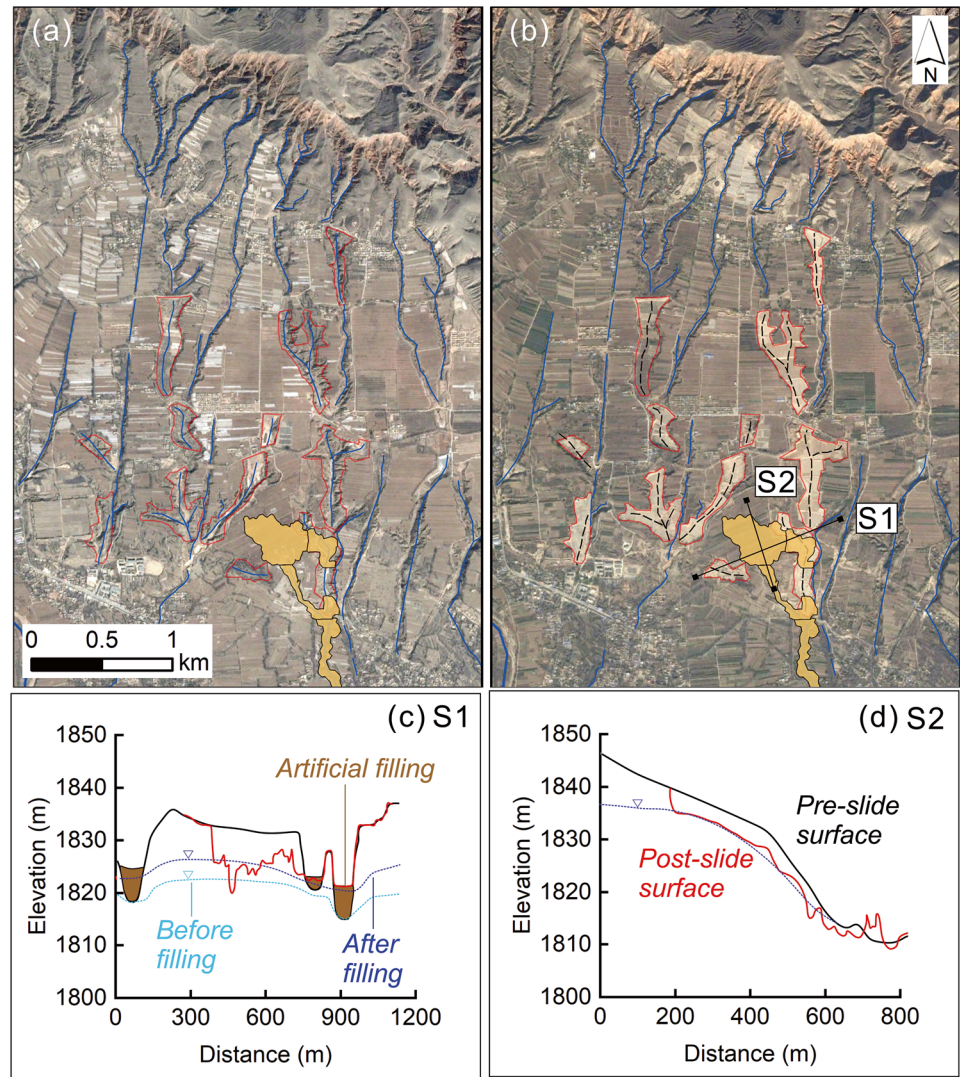 (a)
(b)
N
S2
S1
0 0.5 1
km
(c) S1
1850
1840
1830
1820
1810
1800
Elevation (m)
Artificial filling
Before
filling
After
filling
0 300 600 900 1200
Distance (m)
(d) S2
1850
1840
1830
1820
1810
1800
Elevation (m)
Pre-slide
surface
Post-slide
surface
0 200 400 600 800
Distance (m)